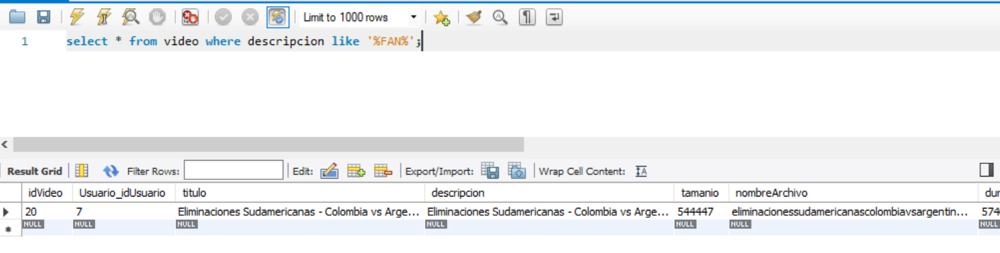 Limit to 1000 rows
1 select * from video where descripcion like '%FAN%';
Result Grid Filter Rows: Edit: Export/Import: Wrap Cell Content:
idVideo Usuario_idUsuario titulo descripcion tamanio nombreArchivo dur
20 7 Eliminaciones Sudamericanas - Colombia vs Arge... Eliminaciones Sudamericanas - Colombia vs Arge... 544447 eliminacionessudamericanascolombiavsargentin... 574
NULL NULL NULL NULL NULL NULL NULL